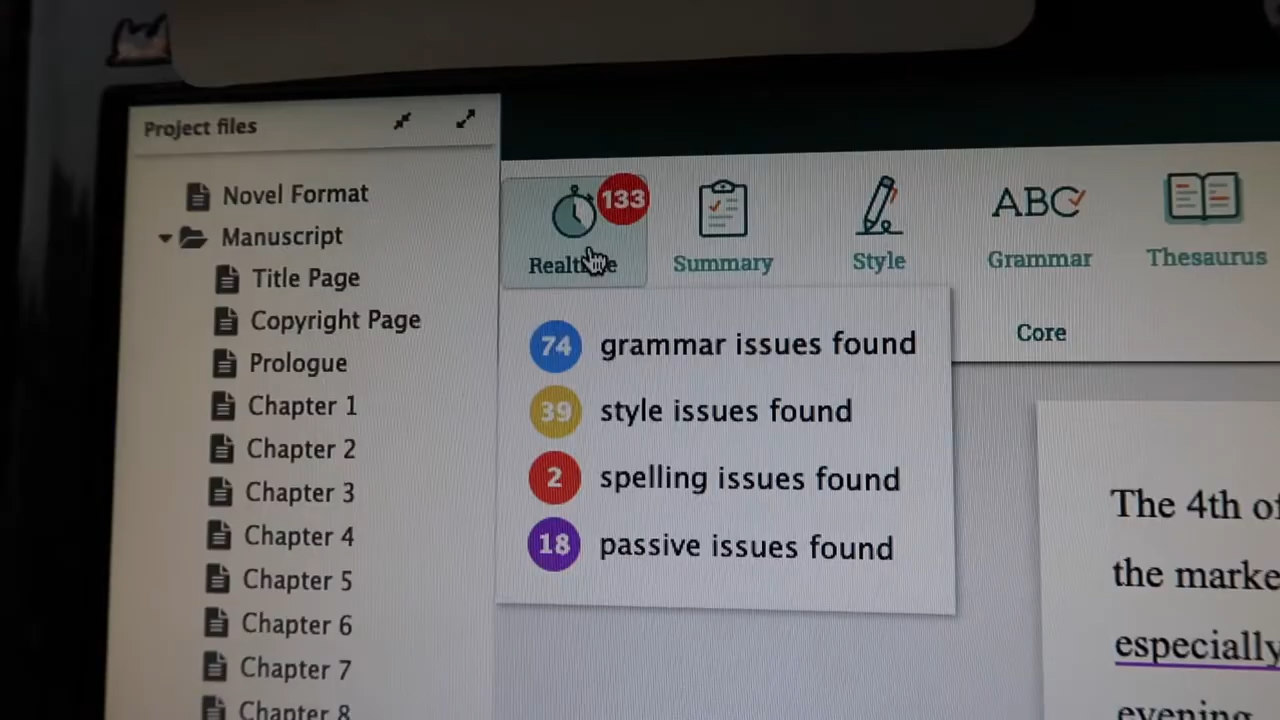 Project files
Novel Format
Manuscript
Title Page
Copyright Page
Prologue
Chapter 1
Chapter 2
Chapter 3
Chapter 4
Chapter 5
Chapter 6
Chapter 7
Chapter 8
133
Realtime
Summary
Style
ABC
Grammar
Thesaurus
Core
74 grammar issues found
39 style issues found
2 spelling issues found
18 passive issues found
The 4th of
the marke
especially
evening